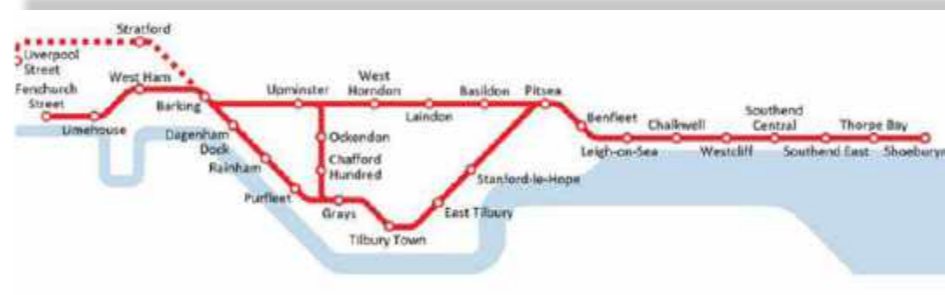 Stratford
Liverpool
Street
Fenchurch
Street
West Ham
Limehouse
Barking
Upminster
West
Horndon
Laindon
Basildon
Pitsea
Dagenham
Dock
Rainham
Purfleet
Ockendon
Chafford
Hundred
Grays
Tilbury Town
East Tilbury
Stanford-le-Hope
Benfleet
Leigh-on-Sea
Chalkwell
Westcliff
Southend
Central
Southend East
Thorpe Bay
Shoebury